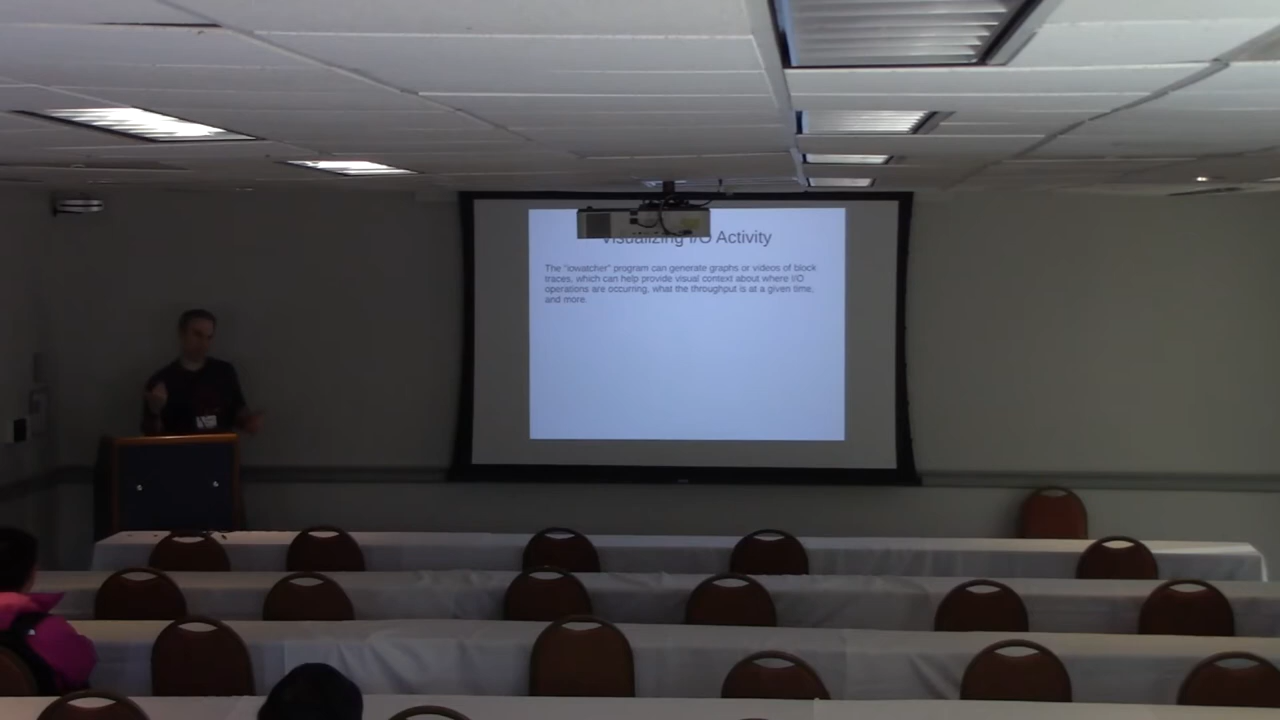 Visualizing I/O Activity
The "iowatcher" program can generate graphs or videos of block
traces, which can help provide visual context about where I/O
operations are occurring, what the throughput is at a given time,
and more.